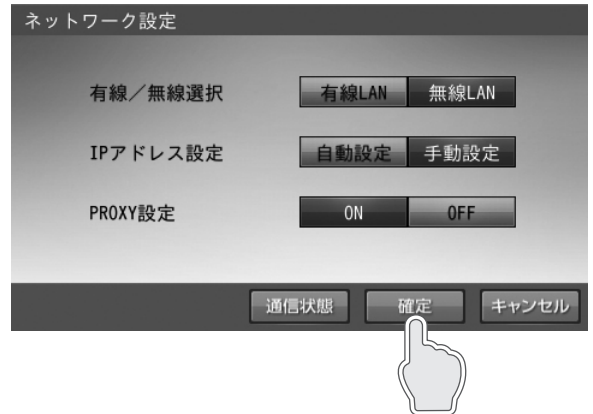 ネットワーク設定
有線／無線選択 有線LAN 無線LAN
IPアドレス設定 自動設定 手動設定
PROXY設定 ON OFF
通信状態 確定 キャンセル